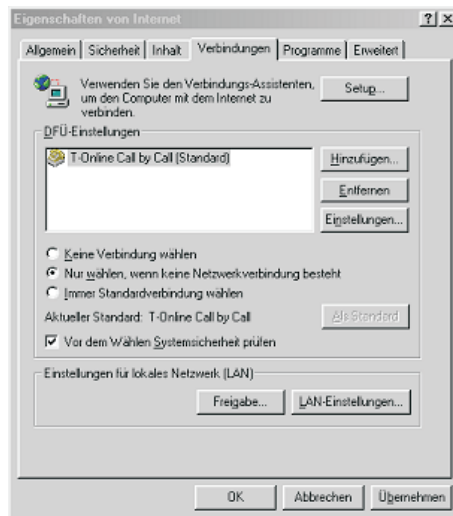 Eigenschaften von Internet
Allgemein Sicherheit Inhalt Verbindungen Programme Erweitert
Verwenden Sie den Verbindungs-Assistenten,
um den Computer mit dem Internet zu
verbinden.
Setup...
DFÜ-Einstellungen
T-Online Call by Call (Standard)
Hinzufügen...
Entfernen
Einstellungen...
Keine Verbindung wählen
Nur wählen, wenn keine Netzwerkverbindung besteht
Immer Standardverbindung wählen
Aktueller Standard: T-Online Call by Call
Als Standard
Vor dem Wählen Systemsicherheit prüfen
Einstellungen für lokales Netzwerk (LAN)
Freigabe... LAN-Einstellungen...
OK Abbrechen Übernehmen